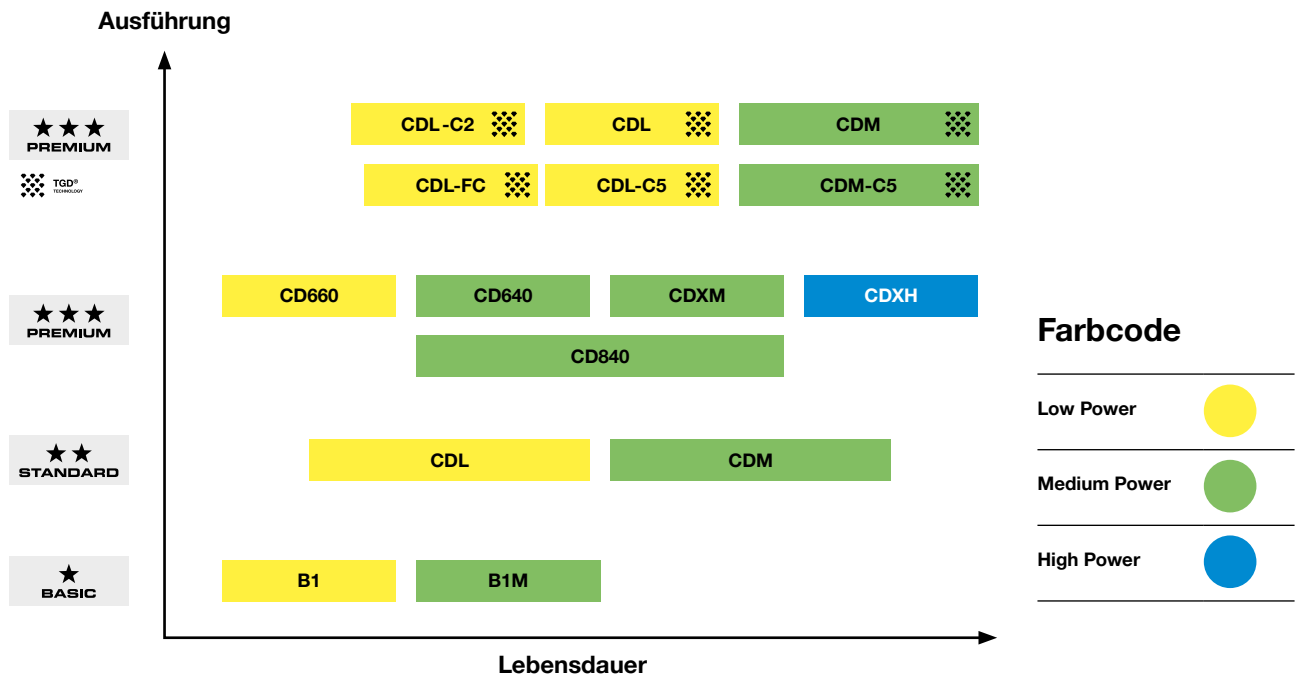 Ausführung
CDL-C2
CDL
CDM
PREMIUM
TGD®
TECHNOLOGY
CDL-FC
CDL-C5
CDM-C5
CD660
CD640
CDXM
CDXH
PREMIUM
CD840
STANDARD
CDL
CDM
B1
B1M
BASIC
Lebensdauer
Farbcode
Low Power
Medium Power
High Power